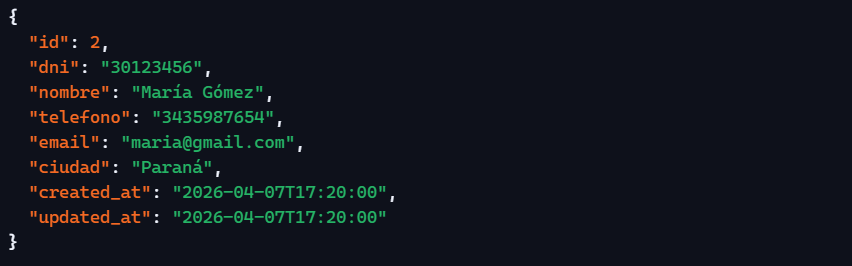 {
  "id": 2,
  "dni": "30123456",
  "nombre": "María Gómez",
  "telefono": "3435987654",
  "email": "maria@gmail.com",
  "ciudad": "Paraná",
  "created_at": "2026-04-07T17:20:00",
  "updated_at": "2026-04-07T17:20:00"
}